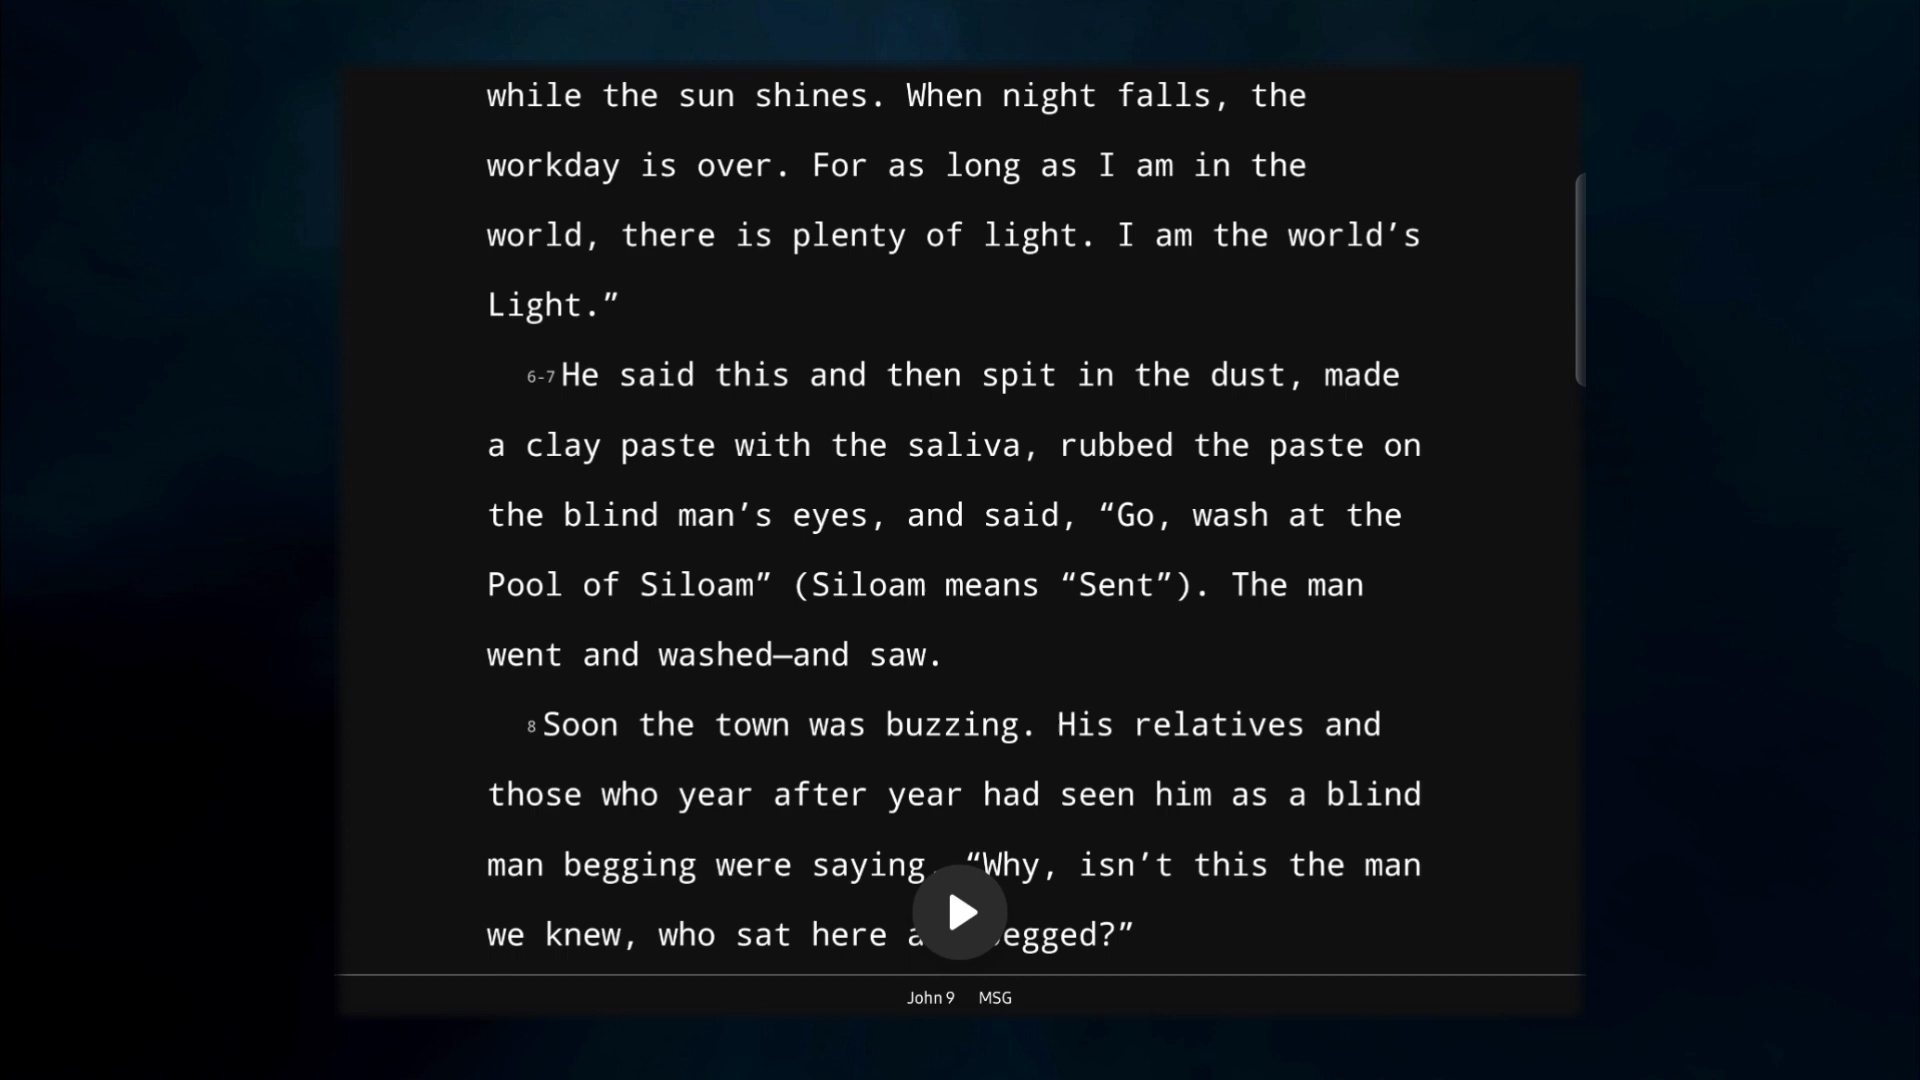 while the sun shines. When night falls, the
workday is over. For as long as I am in the
world, there is plenty of light. I am the world’s
Light.”
6-7 He said this and then spit in the dust, made
a clay paste with the saliva, rubbed the paste on
the blind man’s eyes, and said, “Go, wash at the
Pool of Siloam” (Siloam means “Sent”). The man
went and washed—and saw.
8 Soon the town was buzzing. His relatives and
those who year after year had seen him as a blind
man begging were saying, “Why, isn’t this the man
we knew, who sat here
John 9 MSG